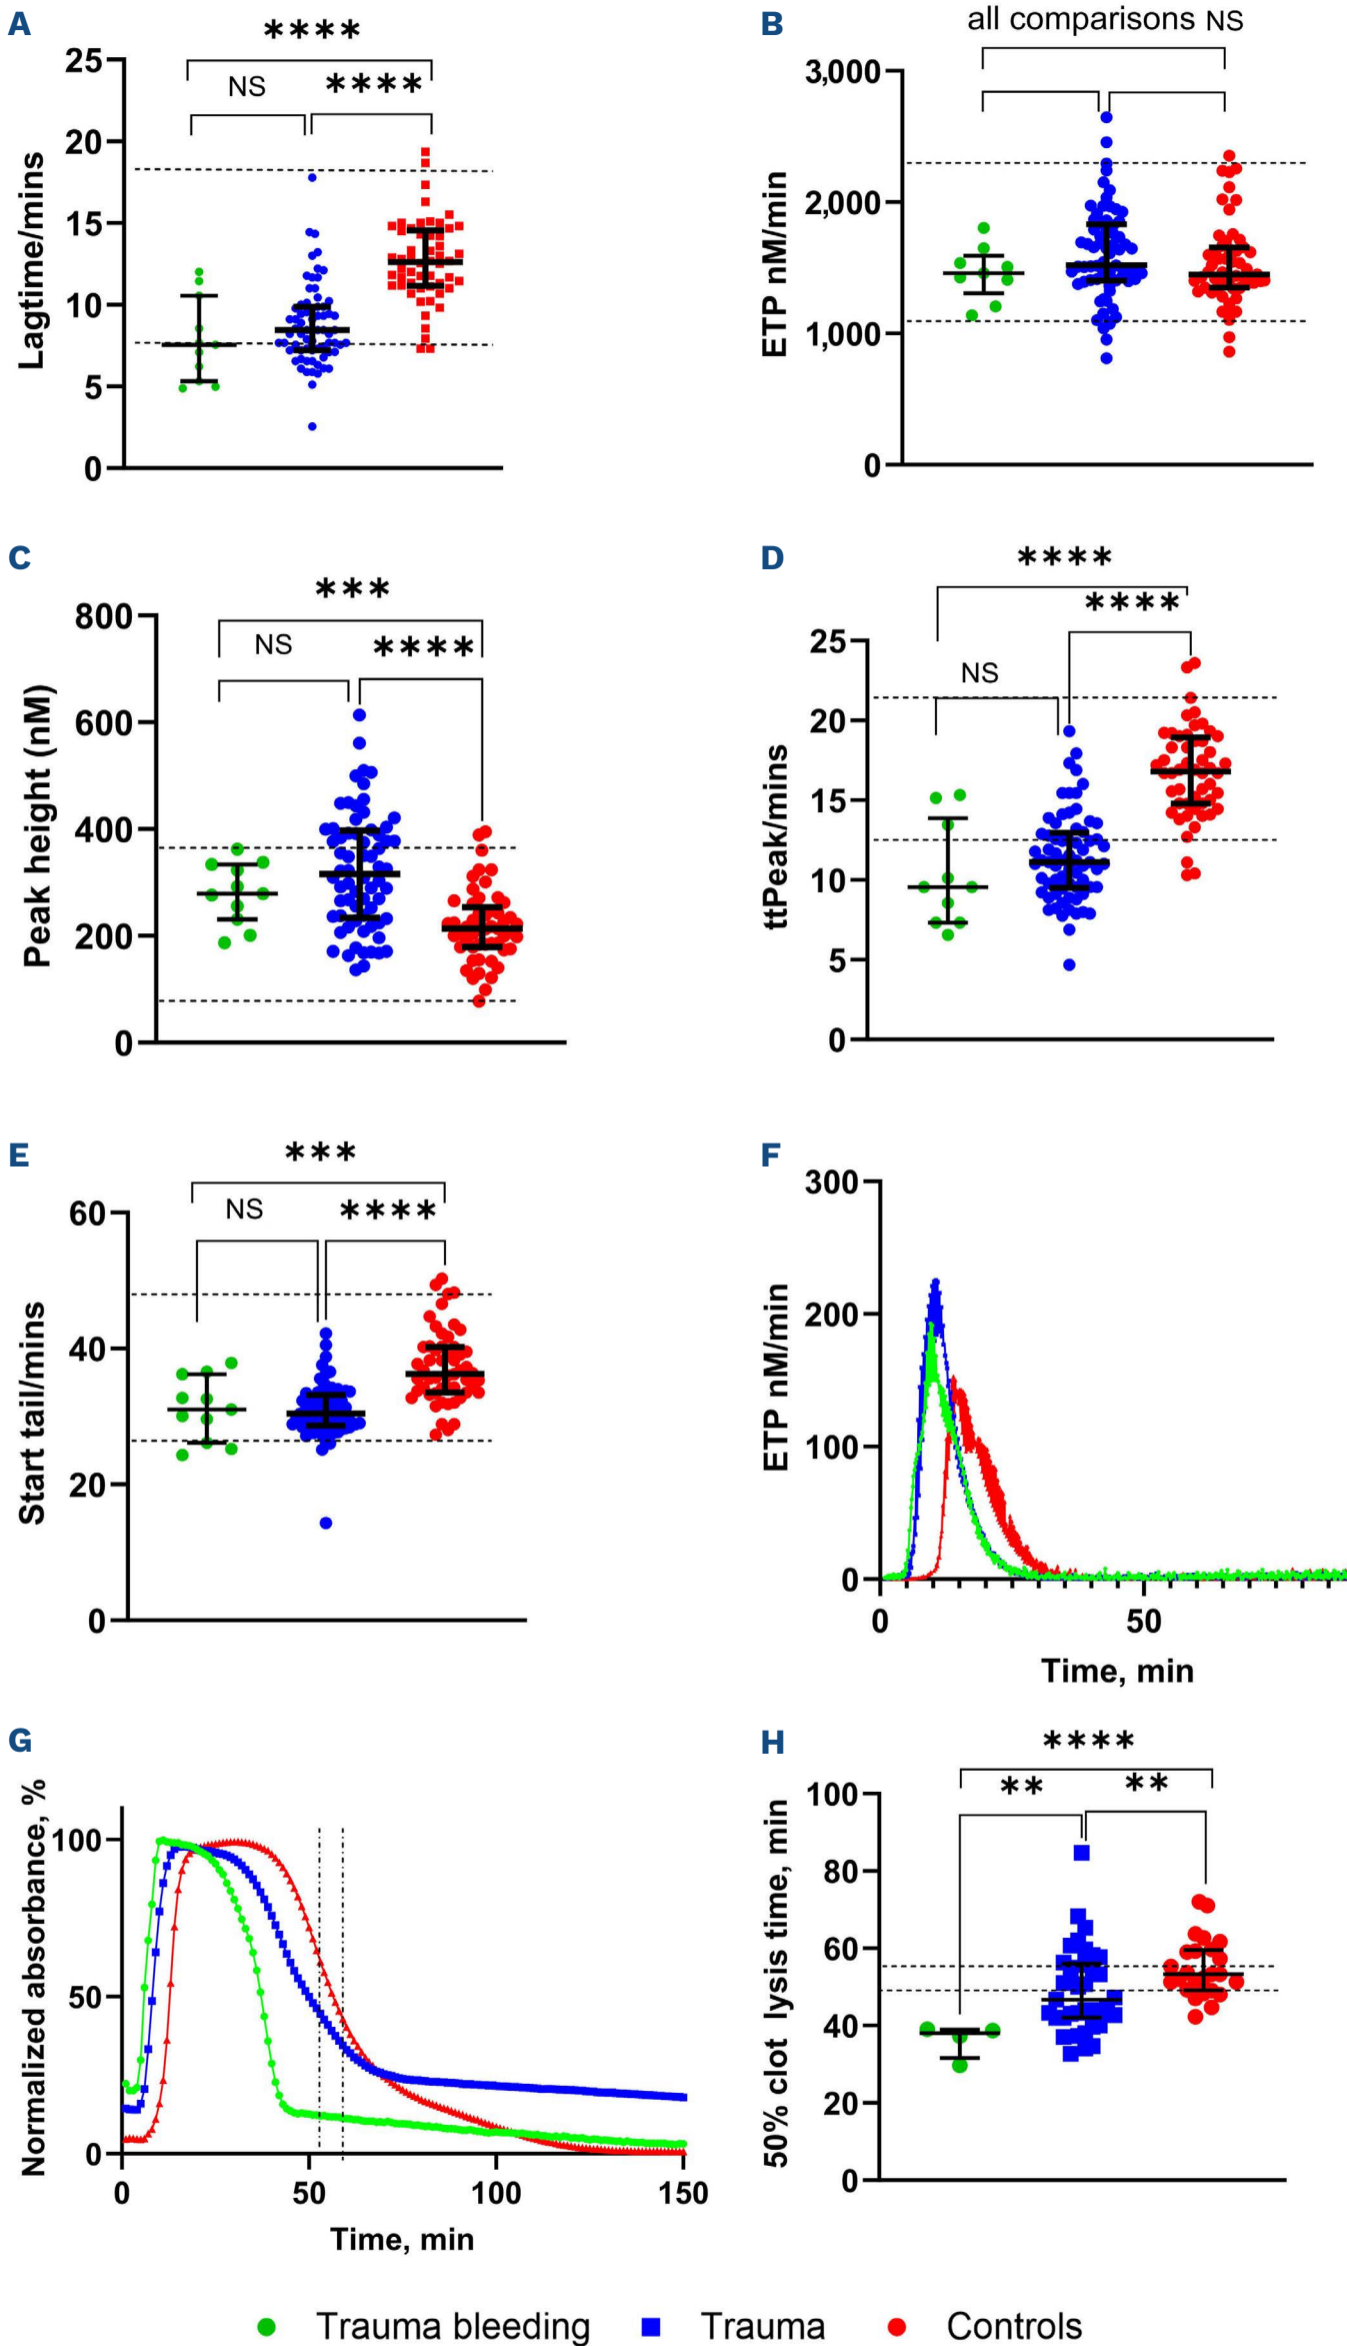 A
****
NS
****
Lagtime/mins
25
20
15
10
5
0
B
all comparisons NS
ETP nM/min
3,000
2,000
1,000
0
C
***
NS
****
Peak height (nM)
800
600
400
200
0
D
****
****
NS
ttPeak/mins
25
20
15
10
5
0
E
***
NS
****
Start tail/mins
60
40
20
0
F
ETP nM/min
300
200
100
0
0
50
Time, min
G
Normalized absorbance, %
100
50
0
0
50
100
150
Time, min
H
****
**
**
50% clot lysis time, min
100
80
60
40
20
0
Trauma bleeding
Trauma
Controls